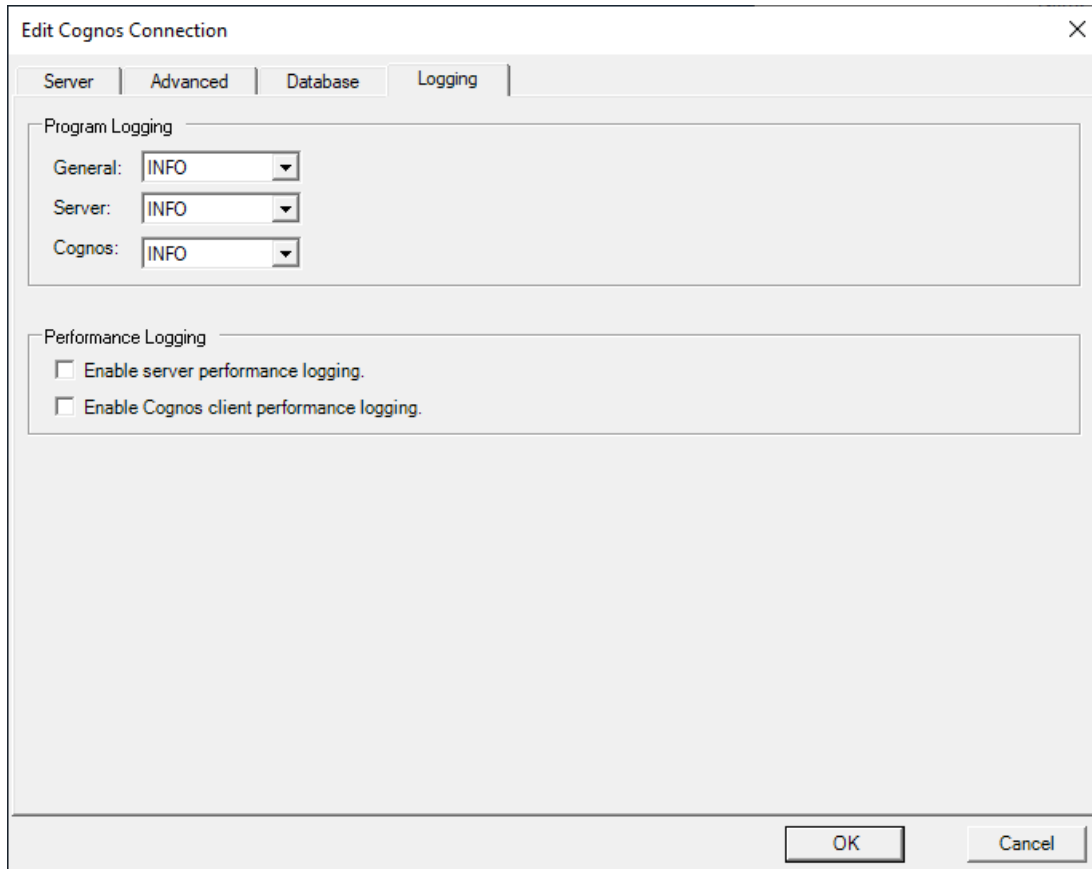 Edit Cognos Connection
Server Advanced Database Logging
Program Logging
General: INFO
Server: INFO
Cognos: INFO
Performance Logging
Enable server performance logging.
Enable Cognos client performance logging.
OK Cancel